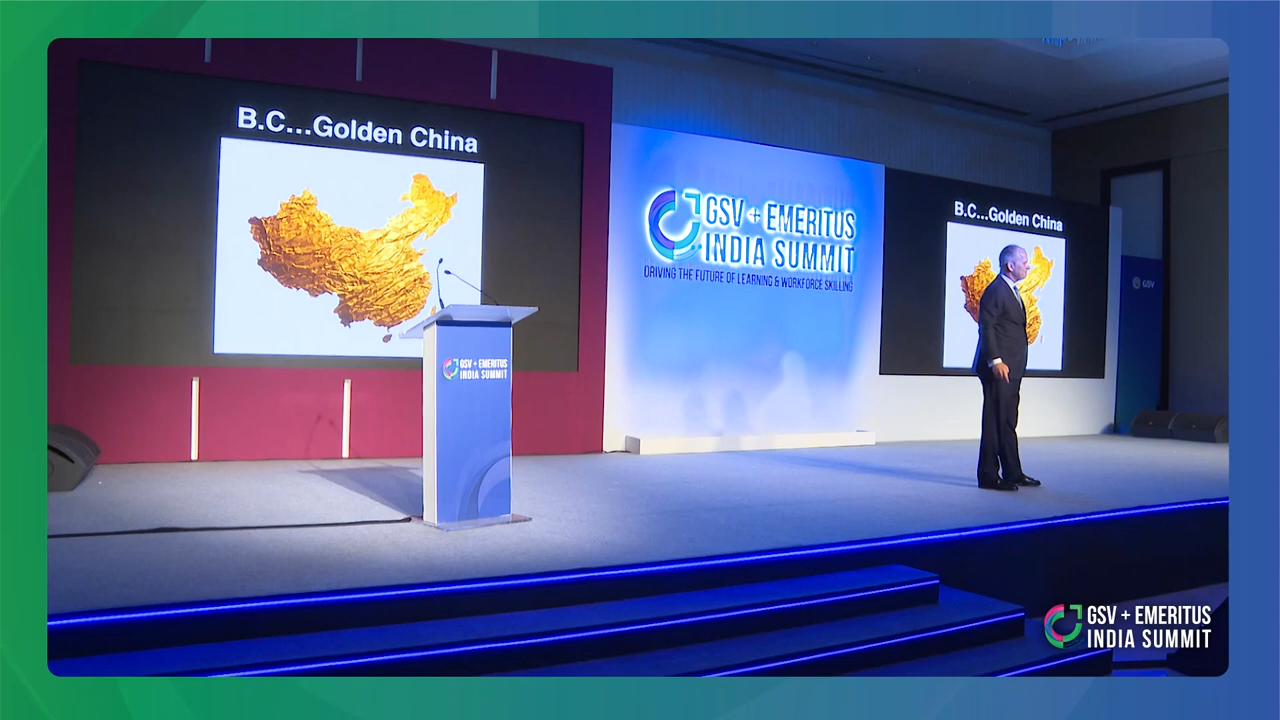 B.C...Golden China
GSV + EMERITUS
INDIA SUMMIT
DRIVING THE FUTURE OF LEARNING & WORKFORCE SKILLING
B.C...Golden China
GSV
GSV + EMERITUS
INDIA SUMMIT
GSV + EMERITUS
INDIA SUMMIT